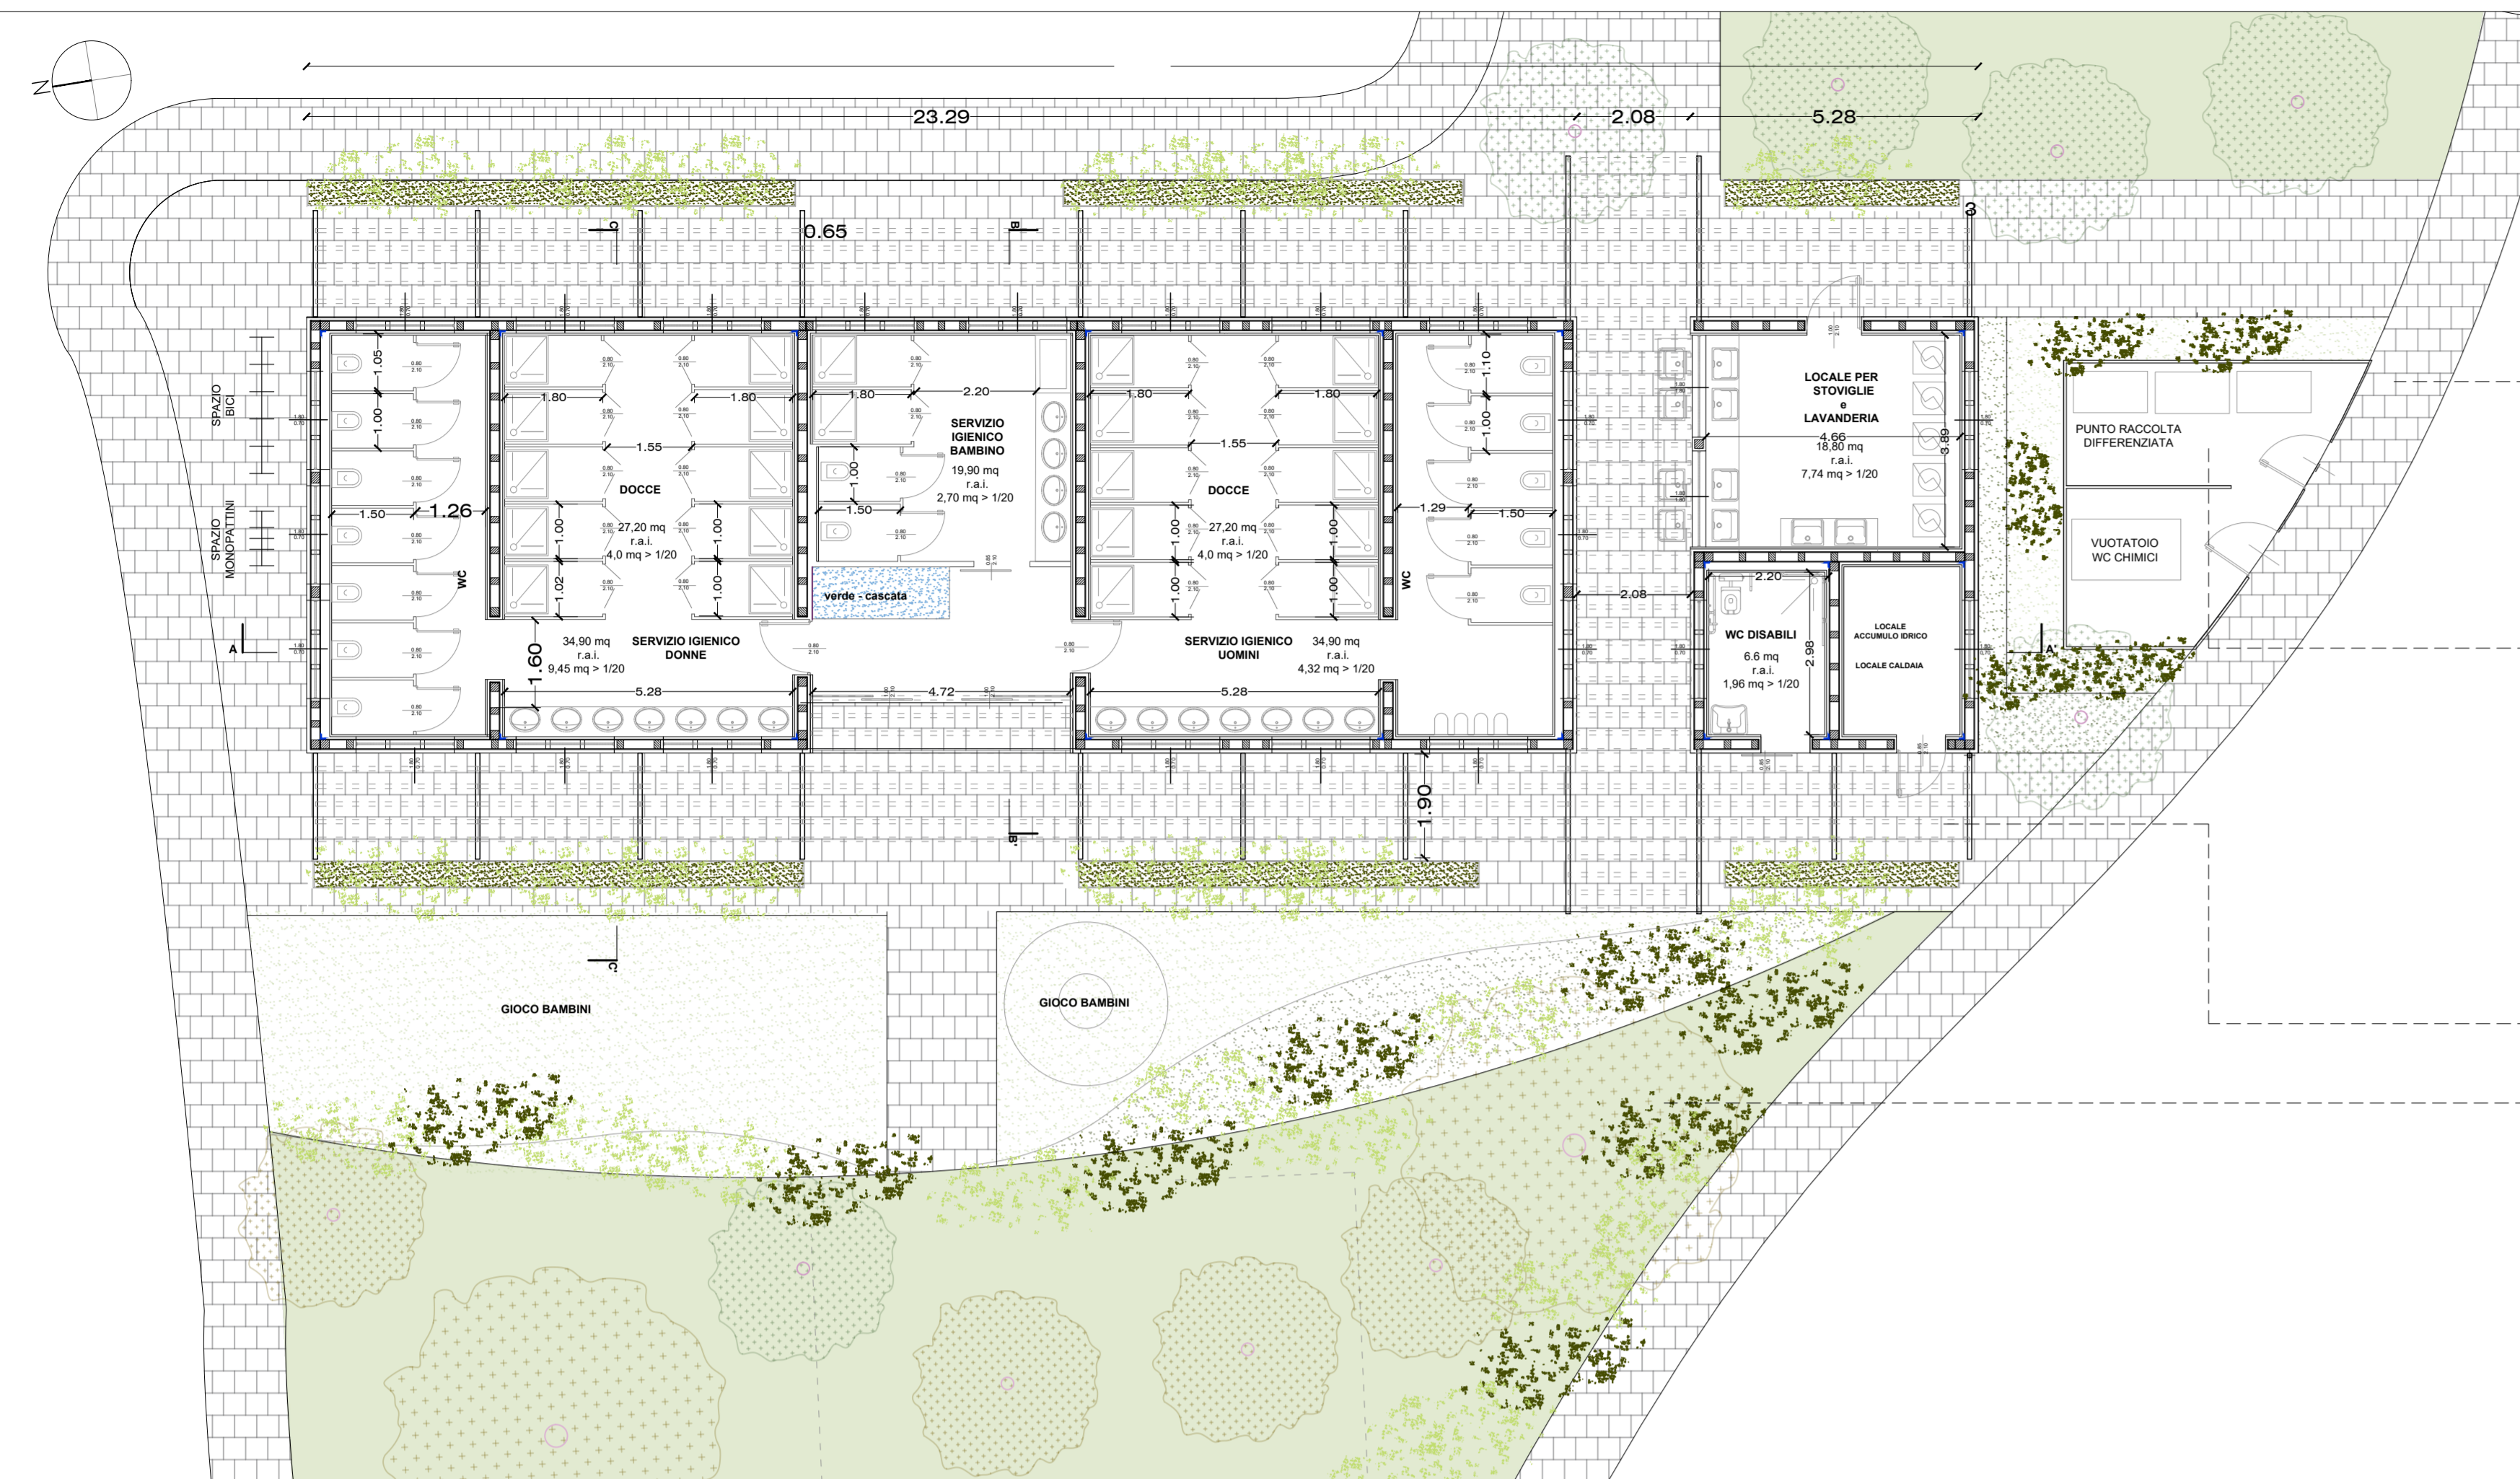 N
23.29
2.08
5.28
3
0.65
C'
B
SPAZIO
BICI
SPAZIO
MONOPATTINI
A
1.05
1.00
1.50
1.26
WC
1.80
1.80
1.55
DOCCE
27,20 mq
r.a.i.
4,0 mq > 1/20
1.00
1.00
1.02
1.00
1.60
34,90 mq
r.a.i.
9,45 mq > 1/20
SERVIZIO IGIENICO
DONNE
5.28
1.80
2.20
SERVIZIO
IGIENICO
BAMBINO
19,90 mq
r.a.i.
2,70 mq > 1/20
1.00
1.50
verde - cascata
4.72
1.80
1.80
1.55
DOCCE
27,20 mq
r.a.i.
4,0 mq > 1/20
1.00
1.00
1.00
1.00
SERVIZIO IGIENICO
UOMINI
34,90 mq
r.a.i.
4,32 mq > 1/20
5.28
1.10
1.00
1.29
1.50
WC
2.08
1.90
LOCALE PER
STOVIGLIE
e
LAVANDERIA
4.66
18,80 mq
r.a.i.
7,74 mq > 1/20
3.89
2.20
WC DISABILI
6.6 mq
r.a.i.
1,96 mq > 1/20
2.98
LOCALE
ACCUMULO IDRICO
LOCALE CALDAIA
PUNTO RACCOLTA
DIFFERENZIATA
VUOTATOIO
WC CHIMICI
A'
B'
C'
GIOCO BAMBINI
GIOCO BAMBINI